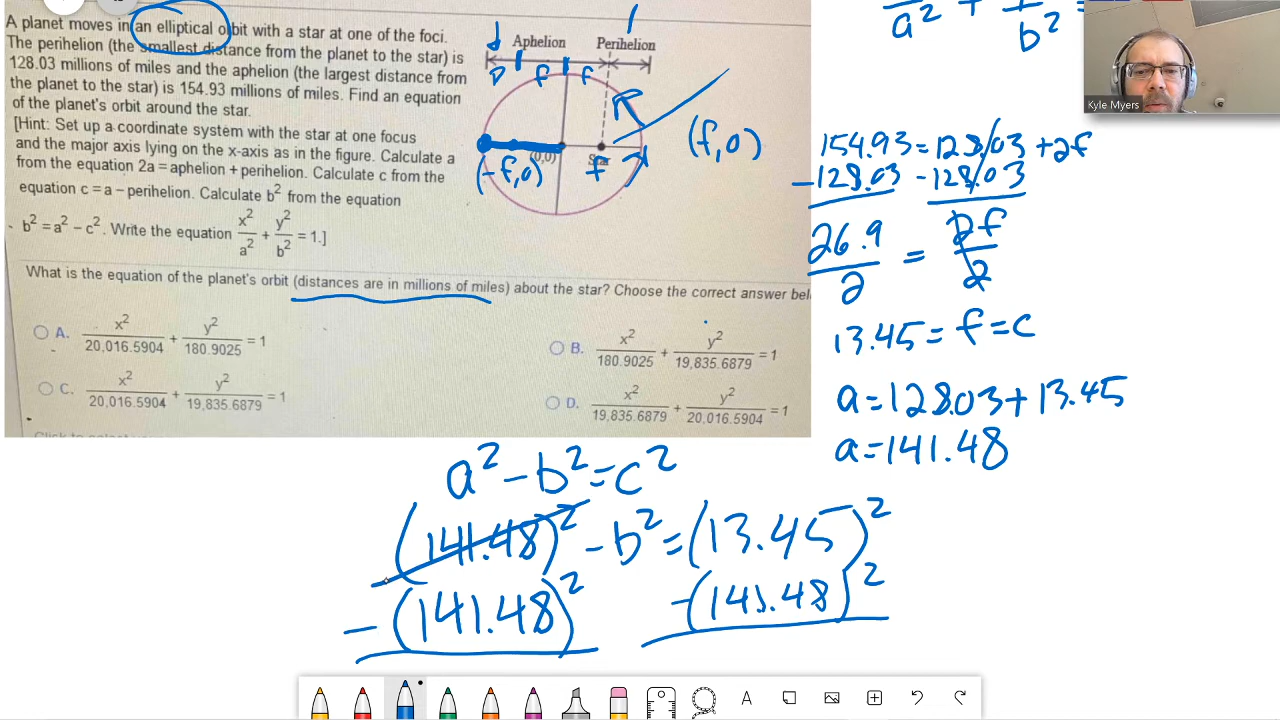 A planet moves in an elliptical orbit with a star at one of the foci.
The perihelion (the smallest distance from the planet to the star) is
128.03 millions of miles and the aphelion (the largest distance from
the planet to the star) is 154.93 millions of miles. Find an equation
of the planet's orbit around the star.
[Hint: Set up a coordinate system with the star at one focus
and the major axis lying on the x-axis as in the figure. Calculate a
from the equation 2a = aphelion + perihelion. Calculate c from the
equation c = a − perihelion. Calculate b² from the equation
b² = a² − c². Write the equation x²/a² + y²/b² = 1.]
Aphelion Perihelion
p f f
(0,0)
(-f,0) f (f,0)
What is the equation of the planet's orbit (distances are in millions of miles) about the star? Choose the correct answer bel
A. x²/20,016.5904 + y²/180.9025 = 1
B. x²/180.9025 + y²/19,835.6879 = 1
C. x²/20,016.5904 + y²/19,835.6879 = 1
D. x²/19,835.6879 + y²/20,016.5904 = 1
a² + b² =
Kyle Myers
154.93 = 128.03 + 2f
-128.03 -128.03
26.9/2 = 2f/2
13.45 = f = c
a = 128.03 + 13.45
a = 141.48
a² - b² = c²
(141.48)² - b² = (13.45)²
-(141.48)² -(141.48)²
A